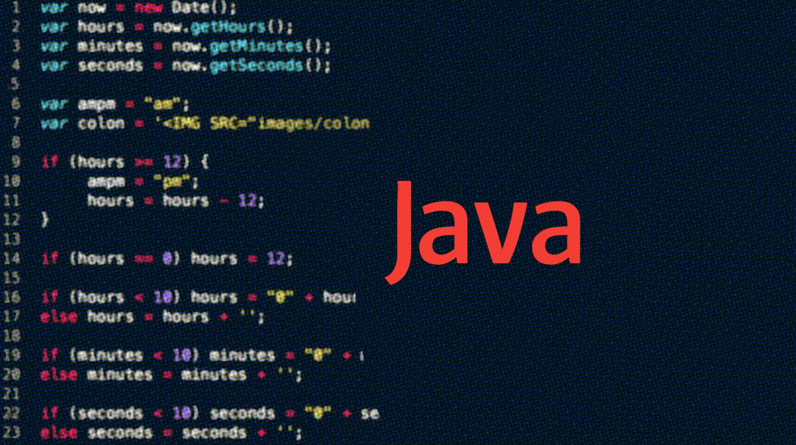 1 var now = new Date();
2 var hours = now.getHours();
3 var minutes = now.getMinutes();
4 var seconds = now.getSeconds();
5
6 var ampm = "am";
7 var colon = '<IMG SRC="images/colon
8
9 if (hours >= 12) {
10 ampm = "pm";
11 hours = hours - 12;
12 }
13
14 if (hours == 0) hours = 12;
15
16 if (hours < 10) hours = "0" + hou
17 else hours = hours + '';
18
19 if (minutes < 10) minutes = "0" +
20 else minutes = minutes + '';
21
22 if (seconds < 10) seconds = "0" + se
23 else seconds = seconds + '';
Java